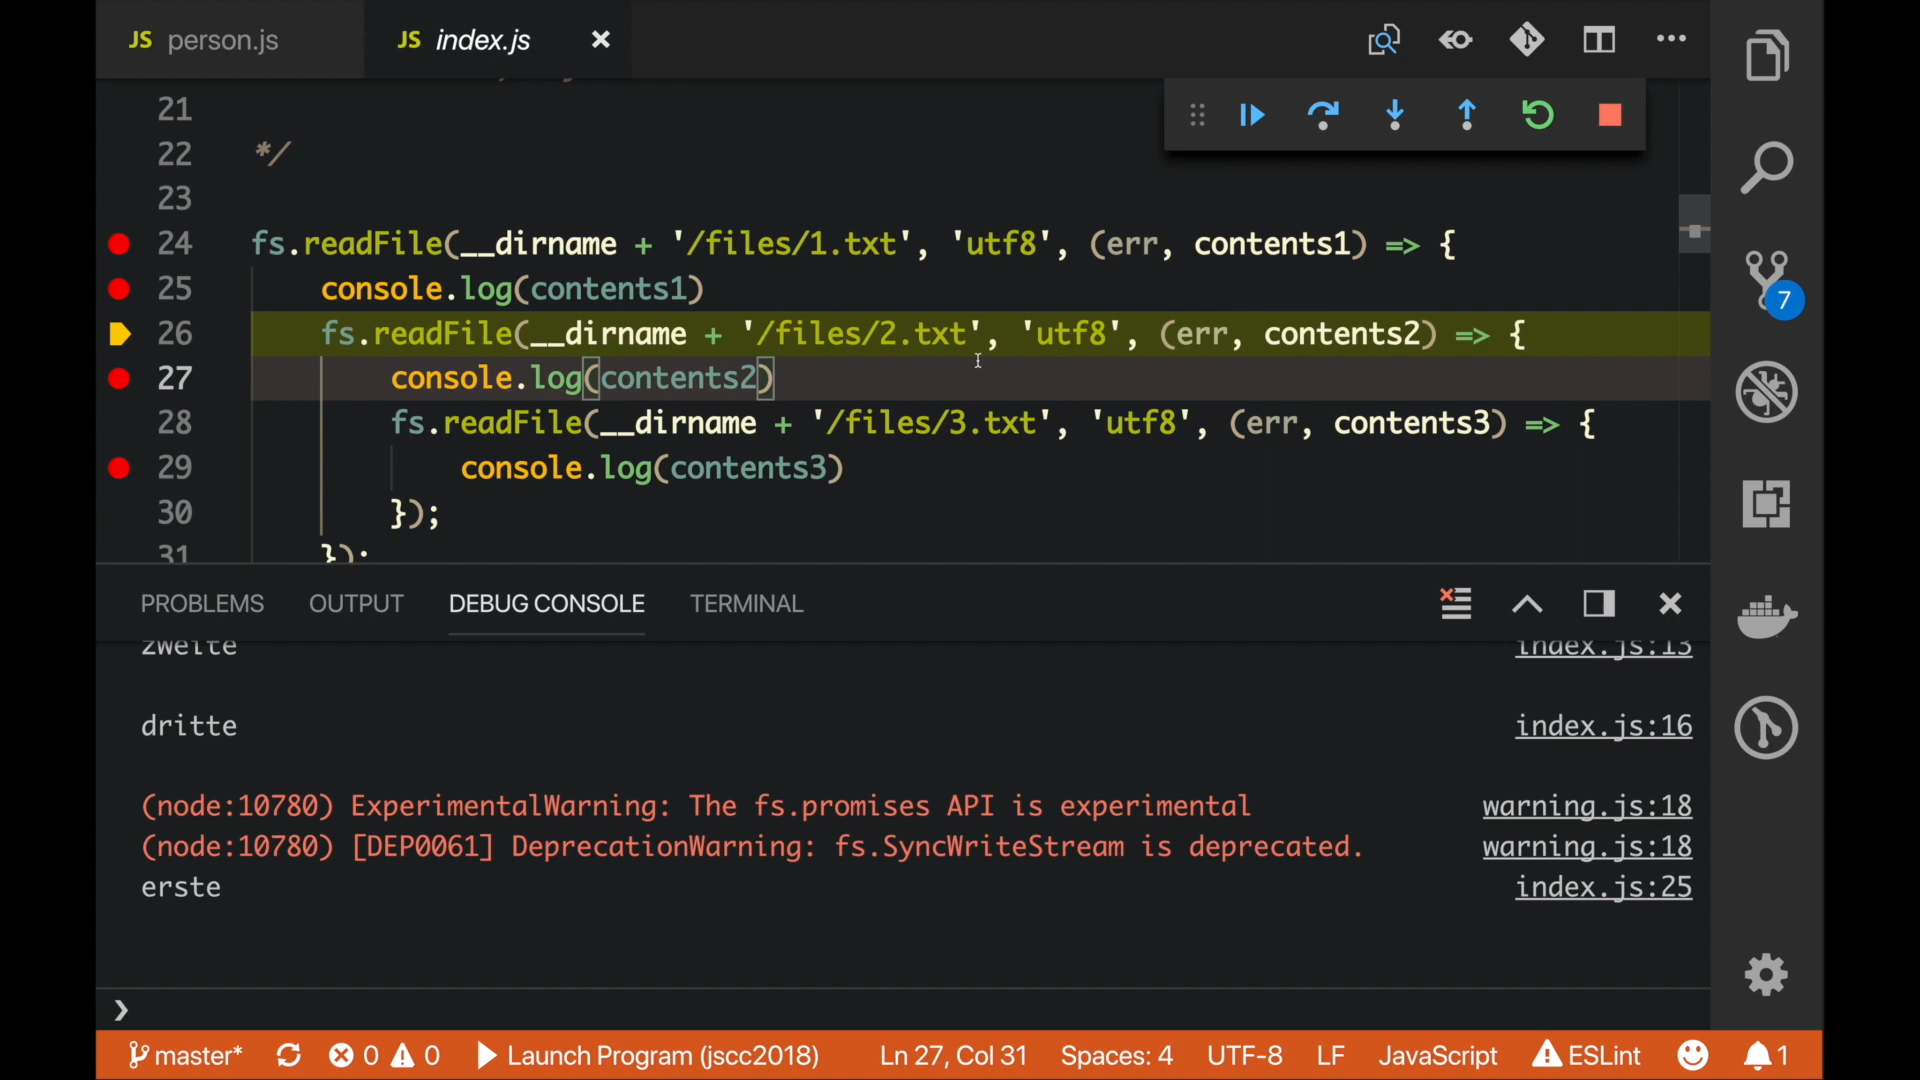 JS person.js JS index.js
21
22 */
23
24 fs.readFile(__dirname + '/files/1.txt', 'utf8', (err, contents1) => {
25 console.log(contents1)
26 fs.readFile(__dirname + '/files/2.txt', 'utf8', (err, contents2) => {
27 console.log(contents2)
28 fs.readFile(__dirname + '/files/3.txt', 'utf8', (err, contents3) => {
29 console.log(contents3)
30 });
31 });
7
PROBLEMS OUTPUT DEBUG CONSOLE TERMINAL
zweite index.js:13
dritte index.js:16
(node:10780) ExperimentalWarning: The fs.promises API is experimental warning.js:18
(node:10780) [DEP0061] DeprecationWarning: fs.SyncWriteStream is deprecated. warning.js:18
erste index.js:25
❯
master* 0 0 Launch Program (jscc2018) Ln 27, Col 31 Spaces: 4 UTF-8 LF JavaScript ESLint 1